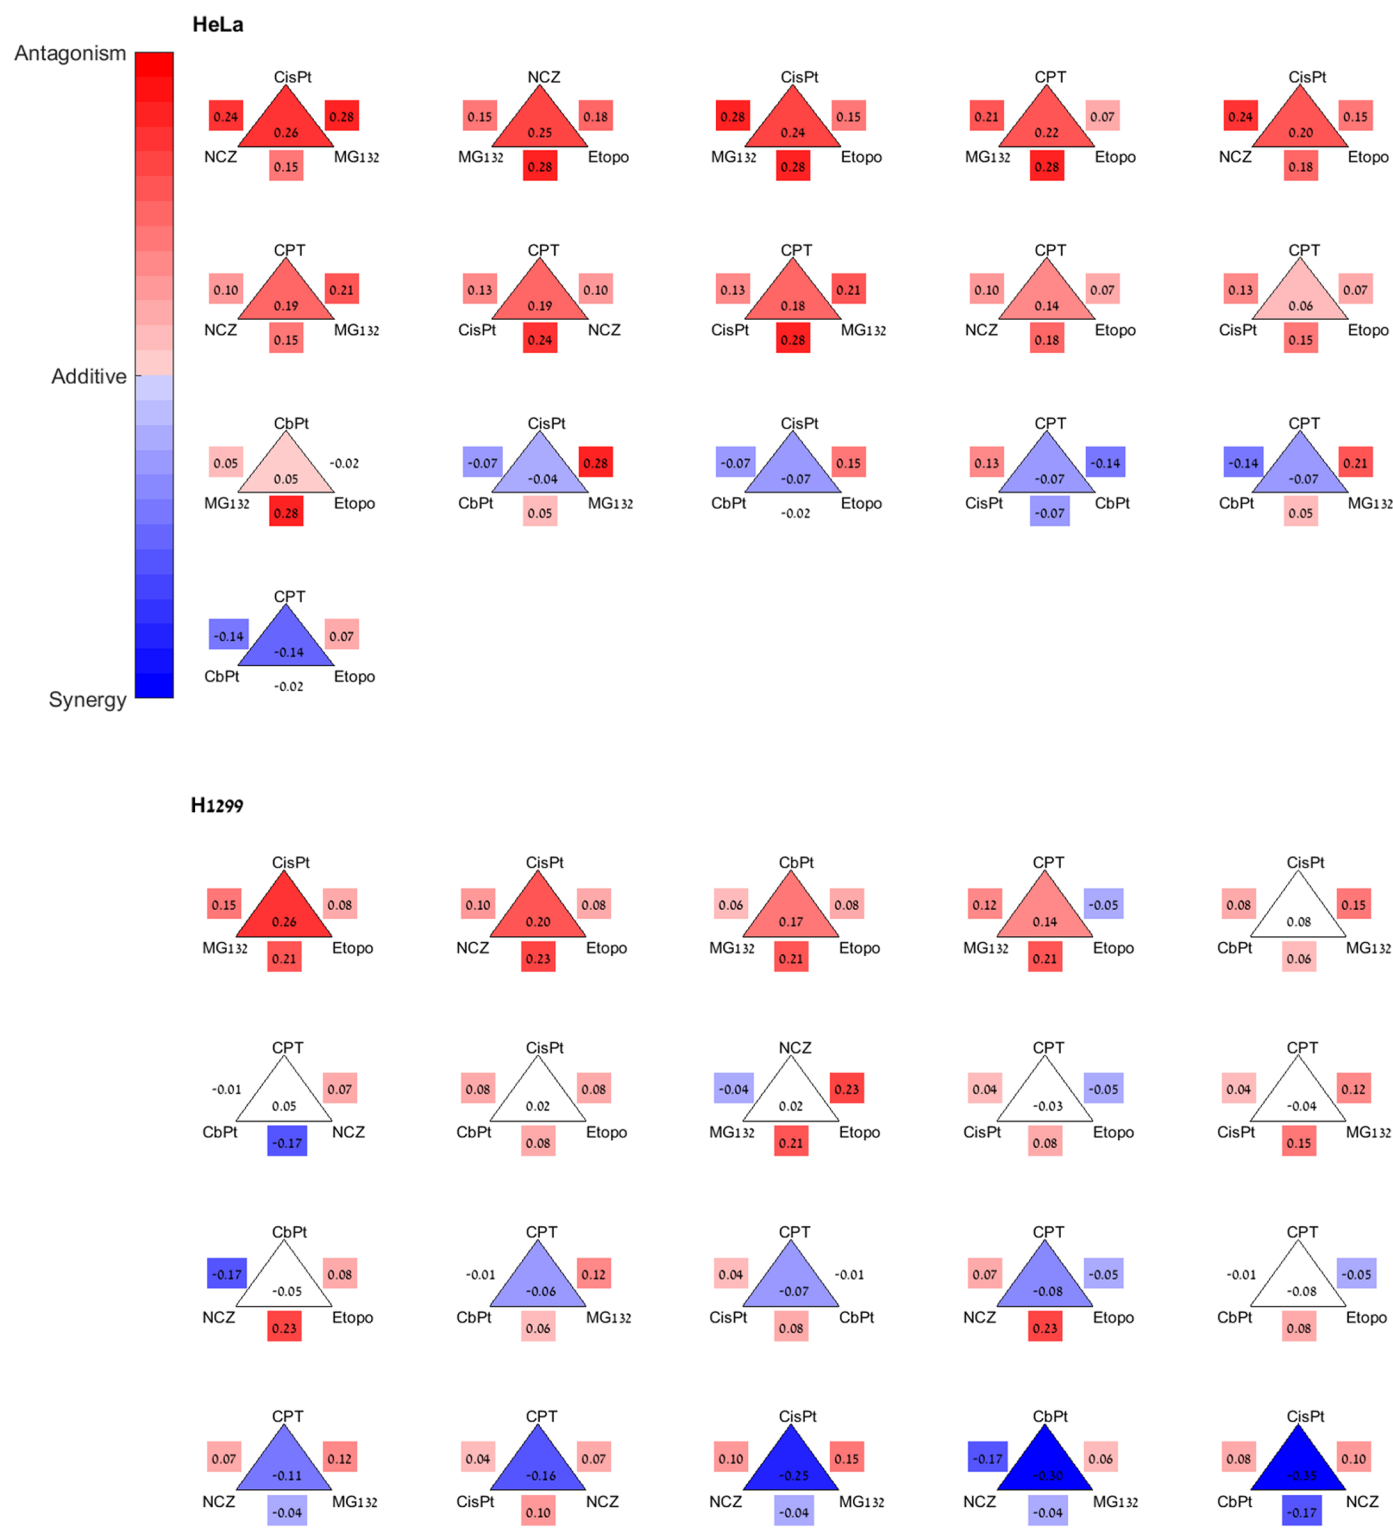 HeLa
Antagonism
Additive
Synergy
CisPt NCZ CisPt CPT CisPt
0.24 0.28 0.15 0.18 0.28 0.15 0.21 0.07 0.24 0.15
0.26 0.25 0.24 0.22 0.20
NCZ MG132 MG132 Etopo MG132 Etopo MG132 Etopo NCZ Etopo
0.15 0.28 0.28 0.28 0.18
CPT CPT CPT CPT CPT
0.10 0.21 0.13 0.10 0.13 0.21 0.10 0.07 0.13 0.07
0.19 0.19 0.18 0.14 0.06
NCZ MG132 CisPt NCZ CisPt MG132 NCZ Etopo CisPt Etopo
0.15 0.24 0.28 0.18 0.15
CbPt CisPt CisPt CPT CPT
0.05 -0.02 -0.07 0.28 -0.07 0.15 0.13 -0.14 -0.14 0.21
0.05 -0.04 -0.07 -0.07 -0.07
MG132 Etopo CbPt MG132 CbPt Etopo CisPt CbPt CbPt MG132
0.28 0.05 -0.02 -0.07 0.05
CPT
-0.14 0.07
-0.14
CbPt Etopo
-0.02
H1299
CisPt CisPt CbPt CPT CisPt
0.15 0.08 0.10 0.08 0.06 0.08 0.12 -0.05 0.08 0.15
0.26 0.20 0.17 0.14 0.08
MG132 Etopo NCZ Etopo MG132 Etopo MG132 Etopo CbPt MG132
0.21 0.23 0.21 0.21 0.06
CPT CisPt NCZ CPT CPT
-0.01 0.07 0.08 0.08 -0.04 0.23 0.04 -0.05 0.04 0.12
0.05 0.02 0.02 -0.03 -0.04
CbPt NCZ CbPt Etopo MG132 Etopo CisPt Etopo CisPt MG132
-0.17 0.08 0.21 0.08 0.15
CbPt CPT CPT CPT CPT
-0.17 0.08 -0.01 0.12 0.04 -0.01 0.07 -0.05 -0.01 -0.05
-0.05 -0.06 -0.07 -0.08 -0.08
NCZ Etopo CbPt MG132 CisPt CbPt NCZ Etopo CbPt Etopo
0.23 0.06 0.08 0.23 0.08
CPT CPT CisPt CbPt CisPt
0.07 0.12 0.04 0.07 0.10 0.15 -0.17 0.06 0.08 0.10
-0.11 -0.16 -0.25 -0.30 -0.35
NCZ MG132 CisPt NCZ NCZ MG132 NCZ MG132 CbPt NCZ
-0.04 0.10 -0.04 -0.04 -0.17